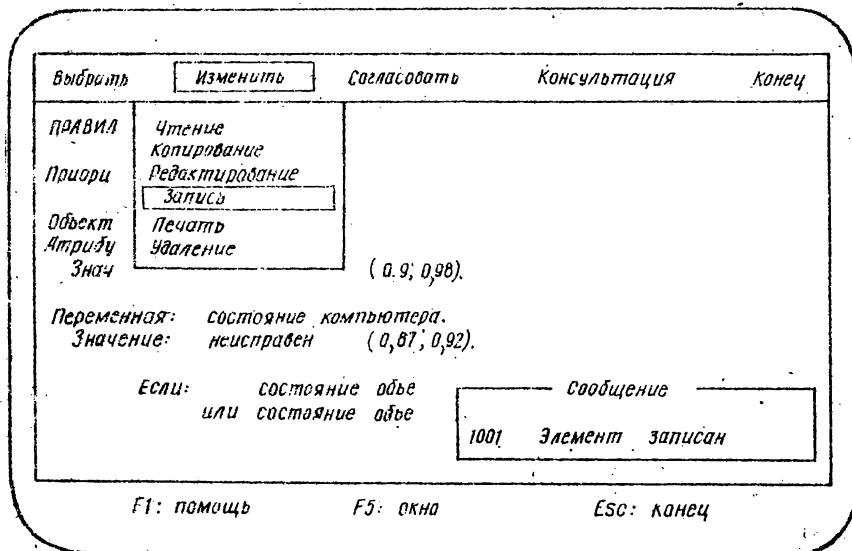 Выбрать Изменить Согласовать Консультация Конец
ПРАВИЛ Чтение
Копирование
Приори Редактирование
Запись
Объект Печать
Атрибу Удаление
Знач (0.9; 0,98).
Переменная: состояние компьютера.
Значение: неисправен (0,87; 0,92).
Если: состояние объе
или состояние объе
Сообщение
1001 Элемент записан
F1: помощь F5: окно Esc: конец